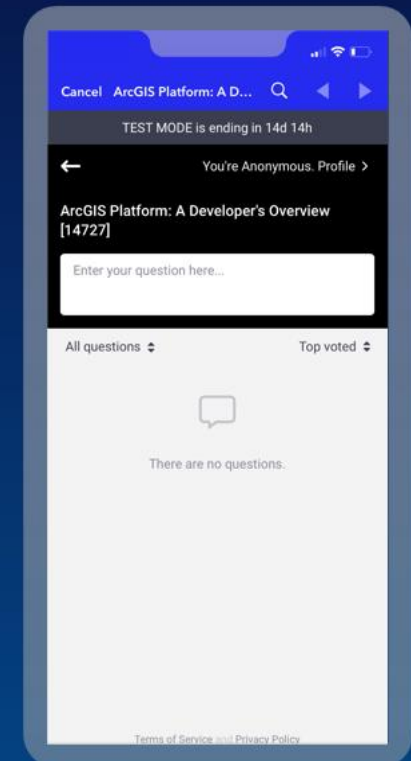 Cancel ArcGIS Platform: A D...
TEST MODE is ending in 14d 14h
You're Anonymous. Profile >
ArcGIS Platform: A Developer's Overview
[14727]
Enter your question here...
All questions Top voted
There are no questions.
Terms of Service and Privacy Policy